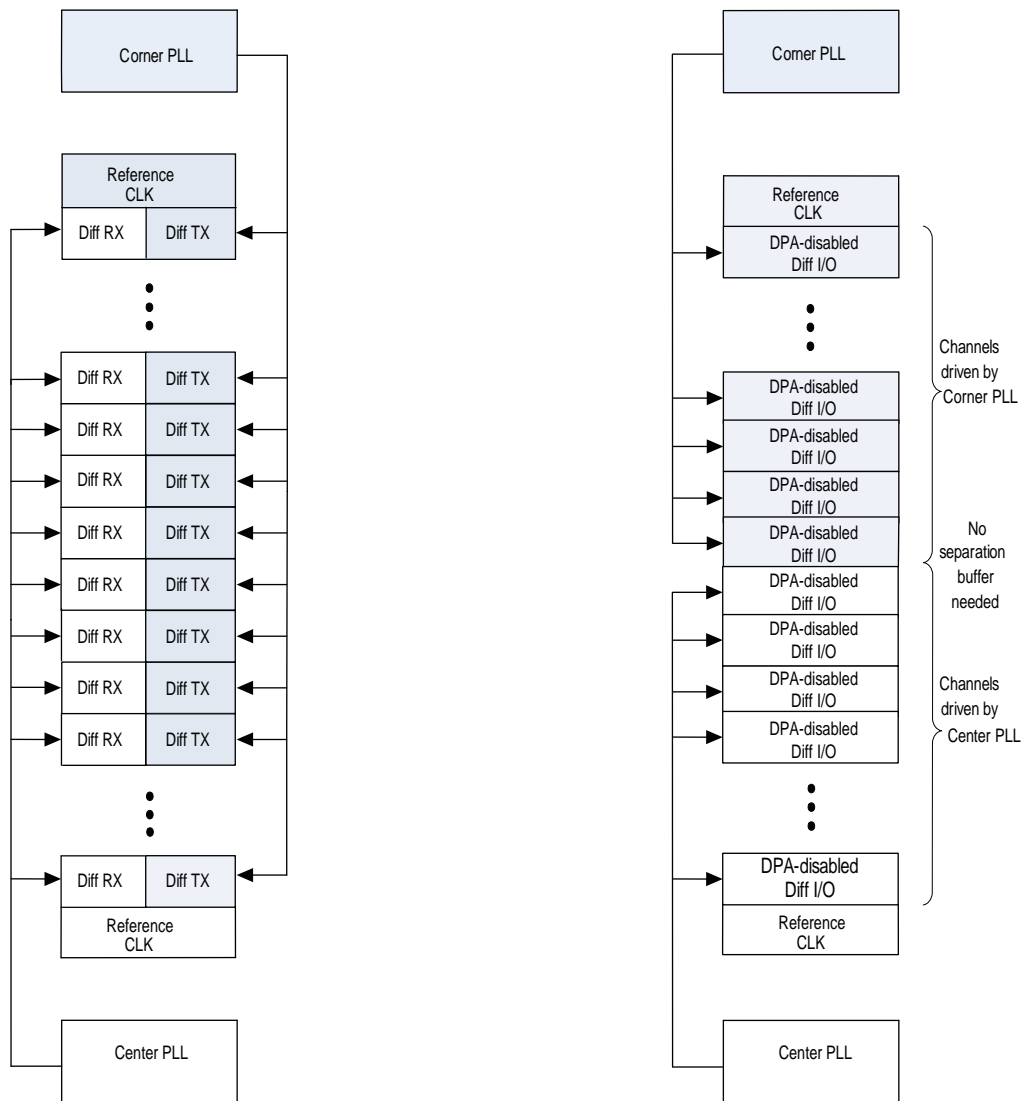 Corner PLL
Reference
CLK
Diff RX Diff TX
Diff RX Diff TX
Diff RX Diff TX
Diff RX Diff TX
Diff RX Diff TX
Diff RX Diff TX
Diff RX Diff TX
Diff RX Diff TX
Diff RX Diff TX
Diff RX Diff TX
Reference
CLK
Center PLL
Corner PLL
Reference
CLK
DPA-disabled
Diff I/O
DPA-disabled
Diff I/O
DPA-disabled
Diff I/O
DPA-disabled
Diff I/O
DPA-disabled
Diff I/O
DPA-disabled
Diff I/O
DPA-disabled
Diff I/O
DPA-disabled
Diff I/O
DPA-disabled
Diff I/O
DPA-disabled
Diff I/O
Reference
CLK
Center PLL
Channels
driven by
Corner PLL
No
separation
buffer
needed
Channels
driven by
Center PLL